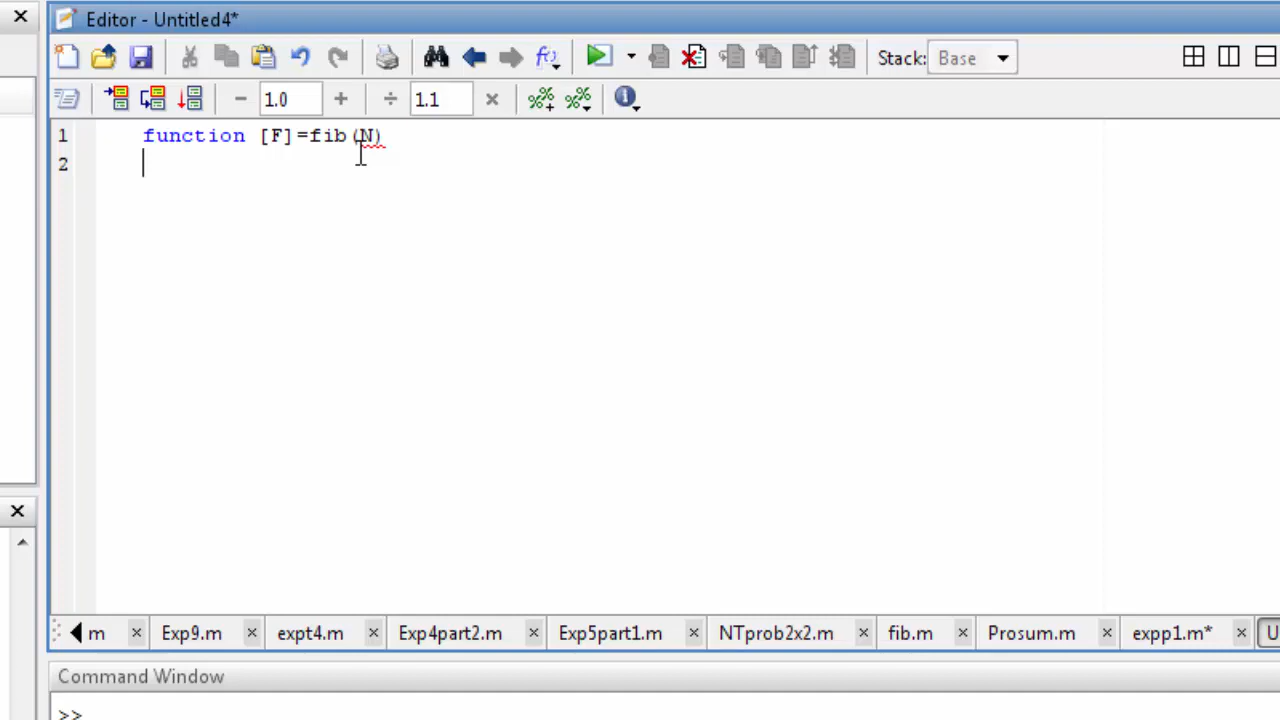 Editor - Untitled4*
Stack: Base
1.0
1.1
1 function [F]=fib(N)
2
m
Exp9.m
expt4.m
Exp4part2.m
Exp5part1.m
NTprob2x2.m
fib.m
Prosum.m
expp1.m*
Command Window
>>